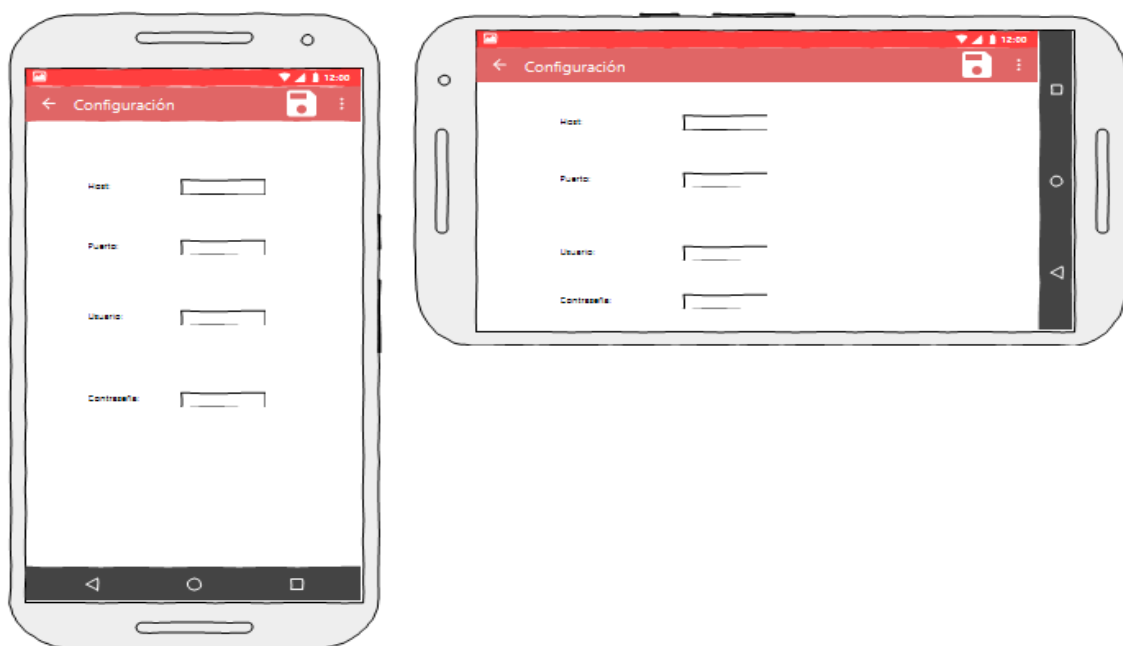 12:00
Configuración
Host:
Puerto:
Usuario:
Contraseña:
12:00
Configuración
Host:
Puerto:
Usuario:
Contraseña: